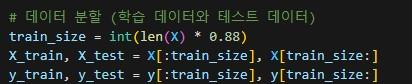 # 데이터 분할 (학습 데이터와 테스트 데이터)
train_size = int(len(X) * 0.88)
X_train, X_test = X[:train_size], X[train_size:]
y_train, y_test = y[:train_size], y[train_size:]